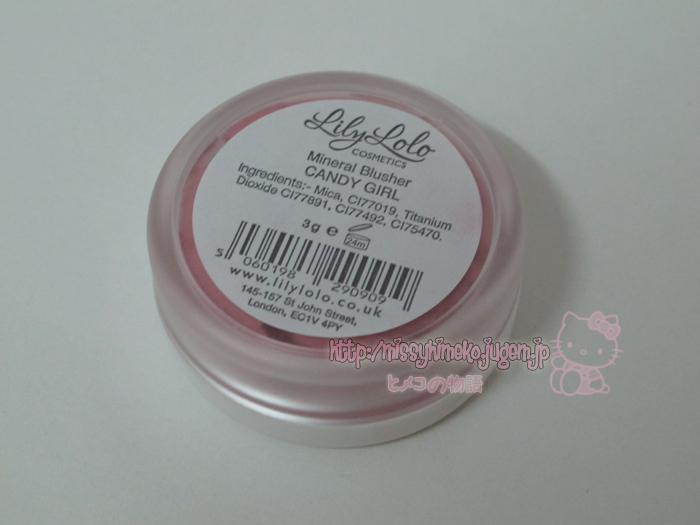 Lily Lolo
COSMETICS
Mineral Blusher
CANDY GIRL
Ingredients:- Mica, CI77019, Titanium
Dioxide CI77891, CI77492, CI75470.
3g e 24m
5 060198 290909
www.lilylolo.co.uk
145-157 St John Street,
London, EC1V 4PY
http://missyhimeko.jugem.jp
ヒメコの物語